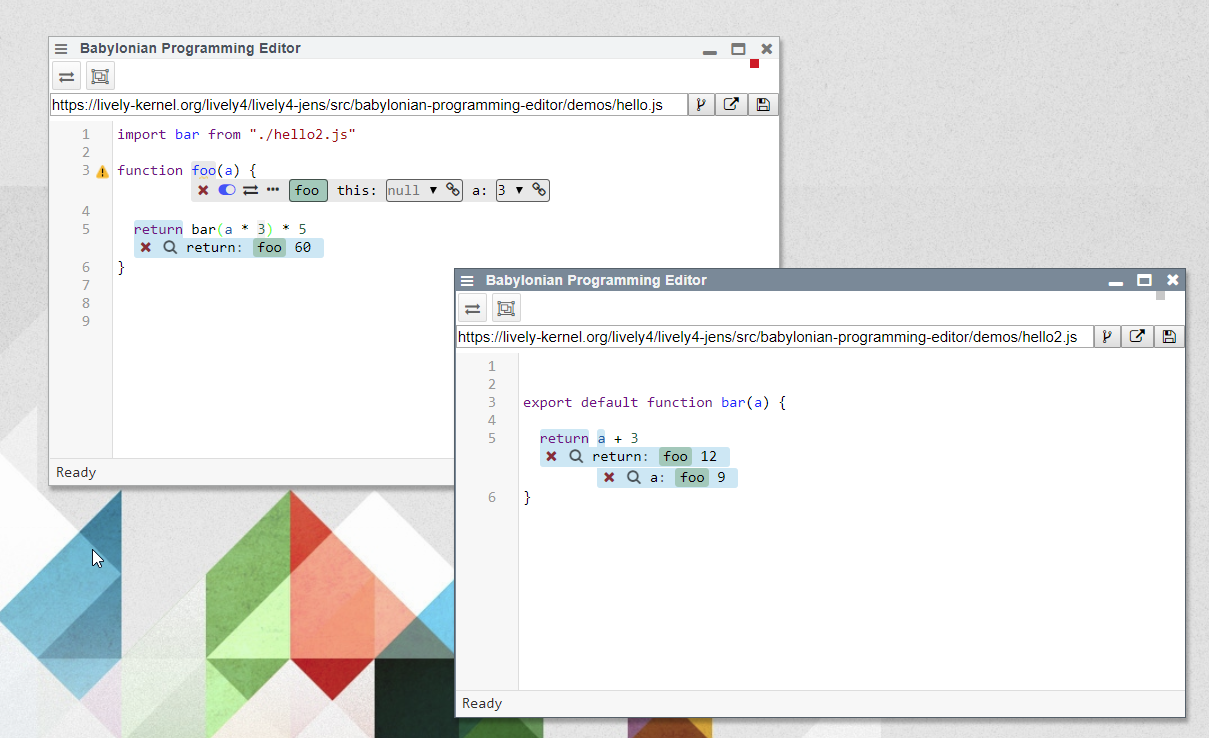 Babylonian Programming Editor
https://lively-kernel.org/lively4/lively4-jens/src/babylonian-programming-editor/demos/hello.js
1 import bar from "./hello2.js"
2
3 function foo(a) {
foo this: null a: 3
4
5 return bar(a * 3) * 5
return: foo 60
6 }
7
8
9
Ready
Babylonian Programming Editor
https://lively-kernel.org/lively4/lively4-jens/src/babylonian-programming-editor/demos/hello2.js
1
2
3 export default function bar(a) {
4
5 return a + 3
return: foo 12
a: foo 9
6 }
Ready